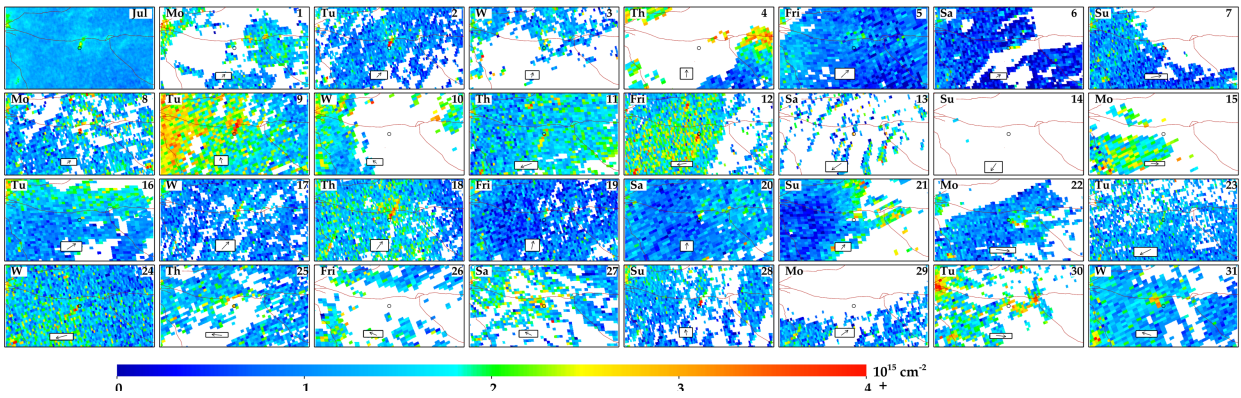 Jul Mo 1 Tu 2 W 3 Th 4 Fri 5 Sa 6 Su 7
Mo 8 Tu 9 W 10 Th 11 Fri 12 Sa 13 Su 14 Mo 15
Tu 16 W 17 Th 18 Fri 19 Sa 20 Su 21 Mo 22 Tu 23
W 24 Th 25 Fri 26 Sa 27 Su 28 Mo 29 Tu 30 W 31
0 1 2 3 4 + 10¹⁵ cm⁻²